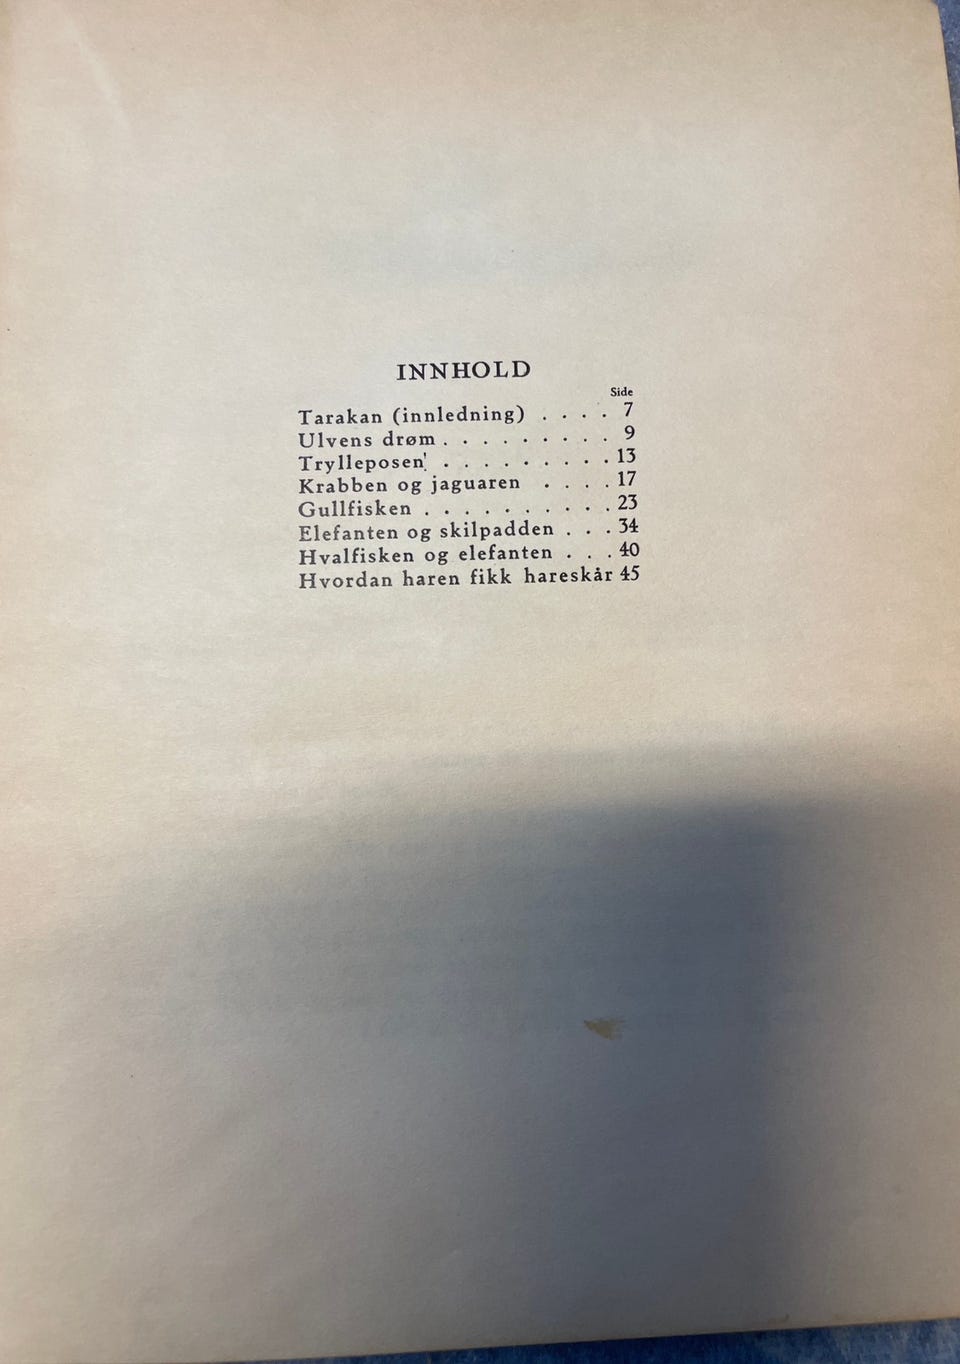 INNHOLD
Side
Tarakan (innledning) . . . . 7
Ulvens drøm . . . . . . . . . 9
Trylleposen . . . . . . . . . 13
Krabben og jaguaren . . . . 17
Gullfisken . . . . . . . . . . 23
Elefanten og skilpadden . . . 34
Hvalfisken og elefanten . . . 40
Hvordan haren fikk hareskår 45